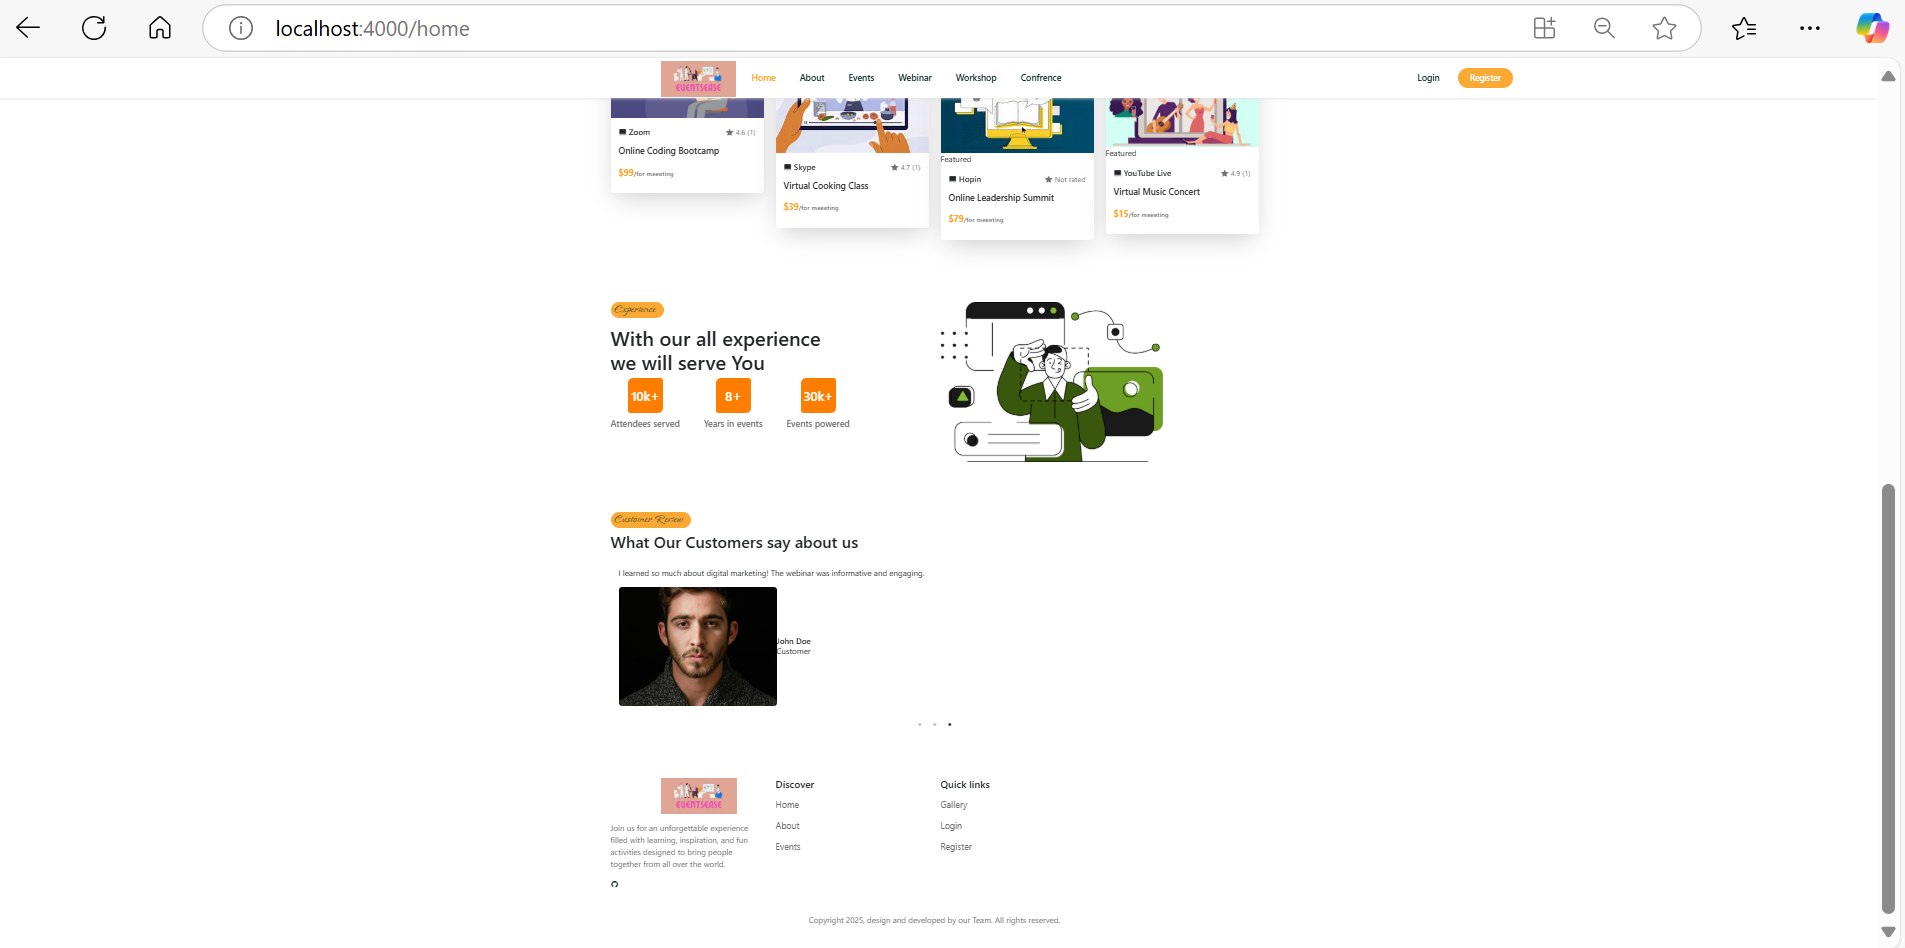 localhost:4000/home
EVENTSEASE
Home About Events Webinar Workshop Confrence Login Register
Zoom 4.6 (1)
Online Coding Bootcamp
$99/for meeeting
Skype 4.7 (1)
Virtual Cooking Class
$39/for meeeting
Featured
Hopin Not rated
Online Leadership Summit
$79/for meeeting
Featured
YouTube Live 4.9 (1)
Virtual Music Concert
$15/for meeeting
Experience
With our all experience
we will serve You
10k+ 8+ 30k+
Attendees served Years in events Events powered
Customer Review
What Our Customers say about us
I learned so much about digital marketing! The webinar was informative and engaging.
John Doe
Customer
EVENTSEASE
Join us for an unforgettable experience
filled with learning, inspiration, and fun
activities designed to bring people
together from all over the world.
Discover
Home
About
Events
Quick links
Gallery
Login
Register
Copyright 2025, design and developed by our Team. All rights reserved.